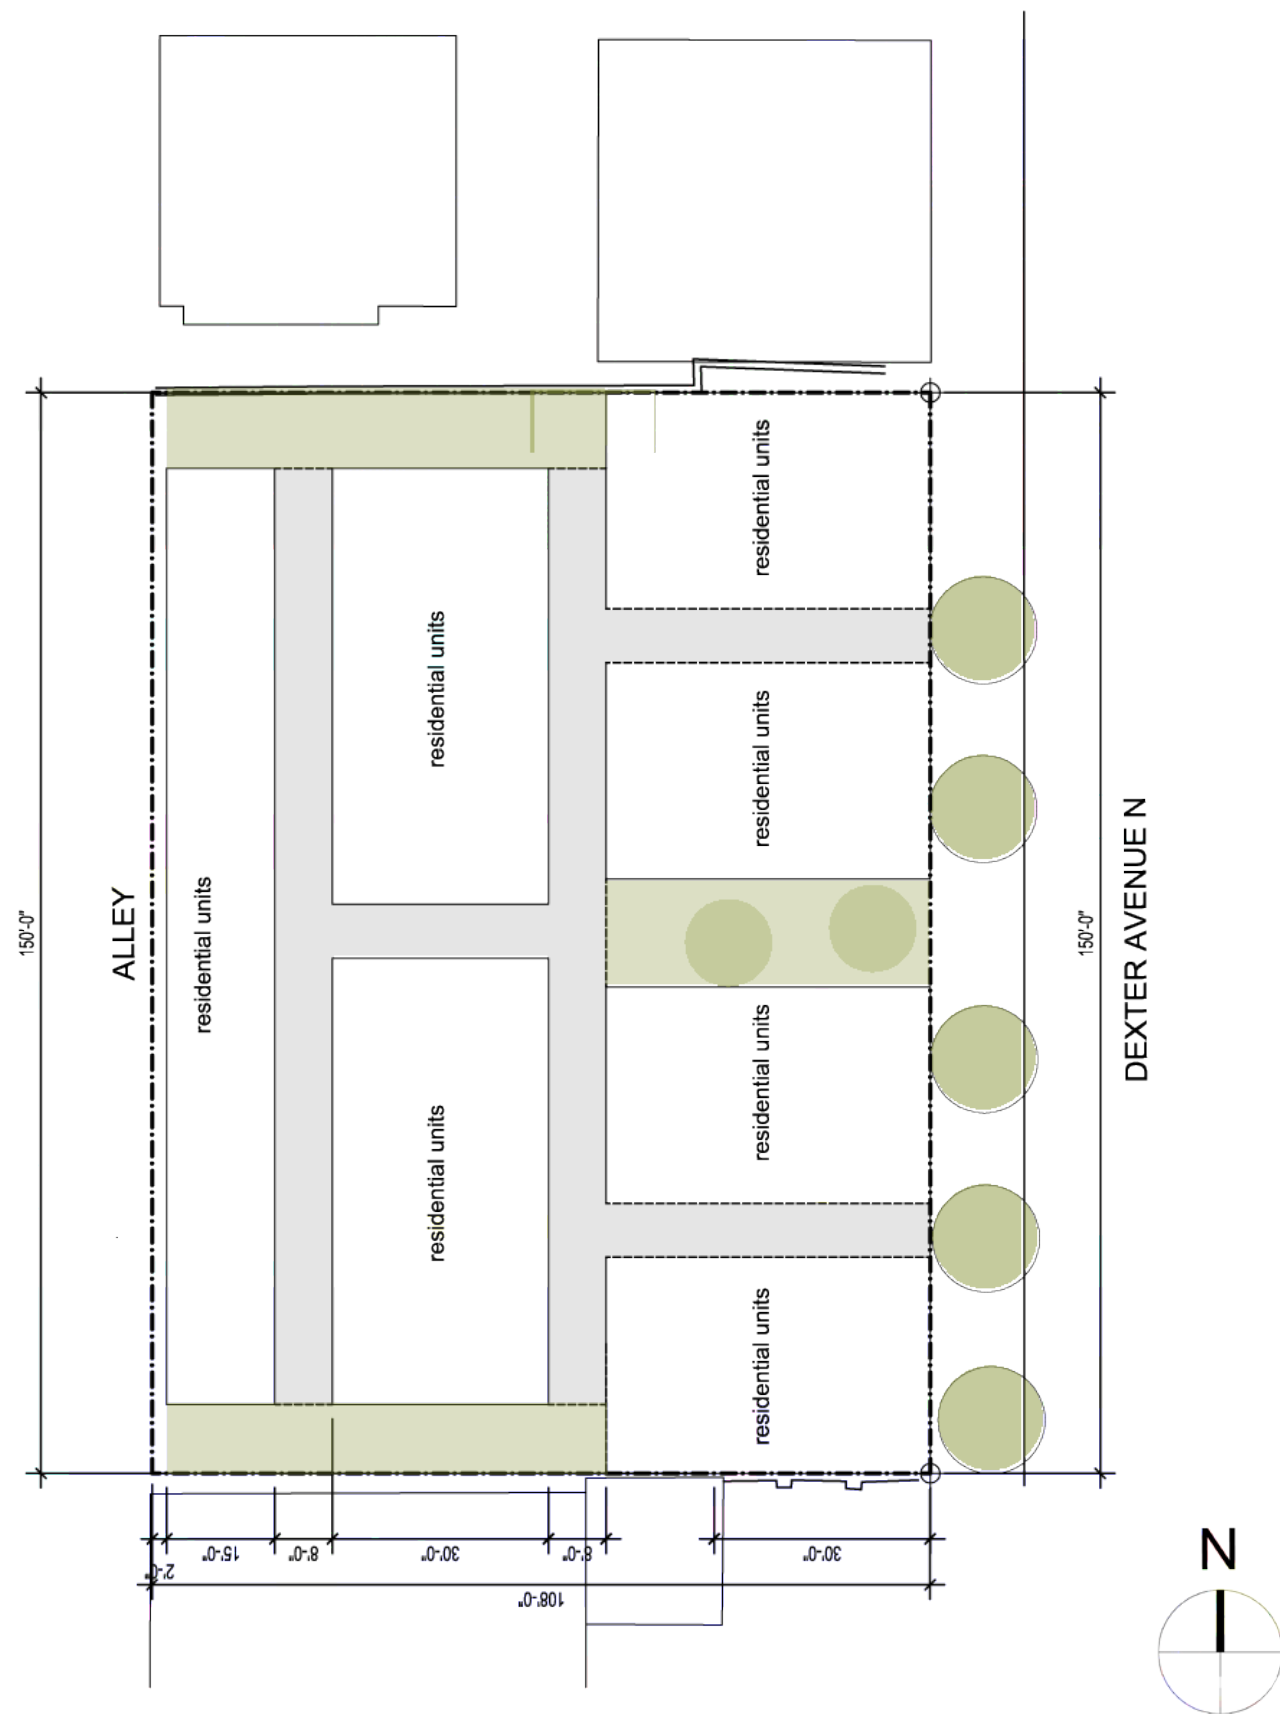 residential units
residential units
residential units
residential units
residential units
residential units
residential units
ALLEY
150'-0"
150'-0"
DEXTER AVENUE N
2'-0"
15'-0"
8'-0"
30'-0"
8'-0"
30'-0"
108'-0"
N